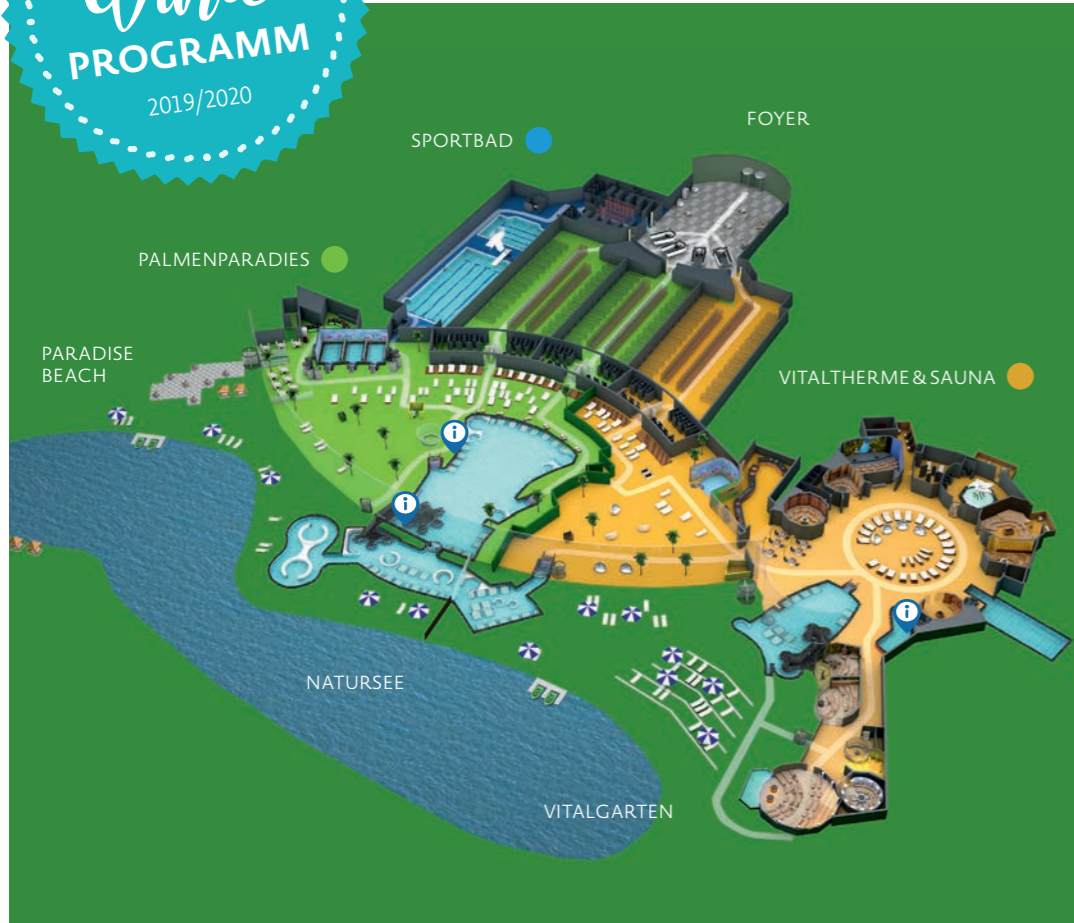 PROGRAMM
2019/2020
FOYER
SPORTBAD
PALMENPARADIES
PARADISE
BEACH
VITALTHERME & SAUNA
NATURSEE
VITALGARTEN
i
i
i